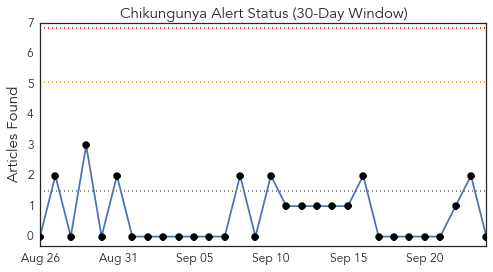 Chikungunya Alert Status (30-Day Window)
7
6
5
4
3
2
1
0
Articles Found
Aug 26 Aug 31 Sep 05 Sep 10 Sep 15 Sep 20